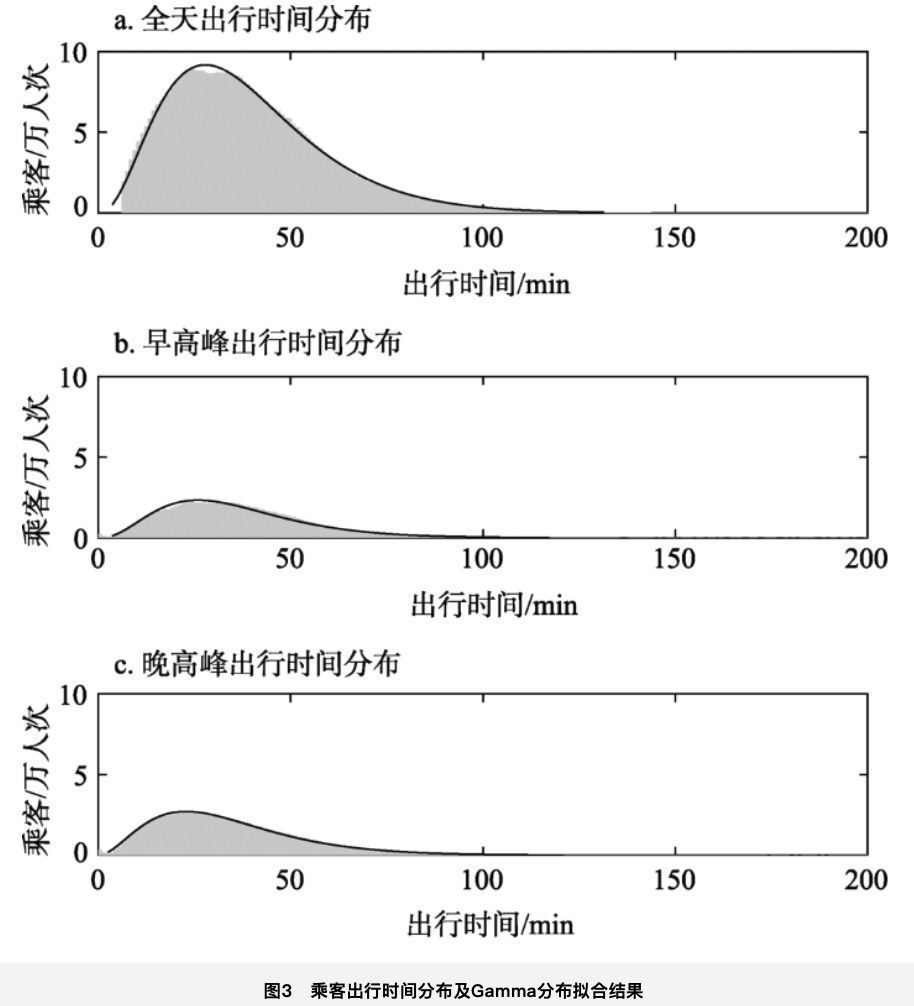 a. 全天出行时间分布
10
5
0
乘客/万人次
0 50 100 150 200
出行时间/min
b. 早高峰出行时间分布
10
5
0
乘客/万人次
0 50 100 150 200
出行时间/min
c. 晚高峰出行时间分布
10
5
0
乘客/万人次
0 50 100 150 200
出行时间/min
图3 乘客出行时间分布及Gamma分布拟合结果